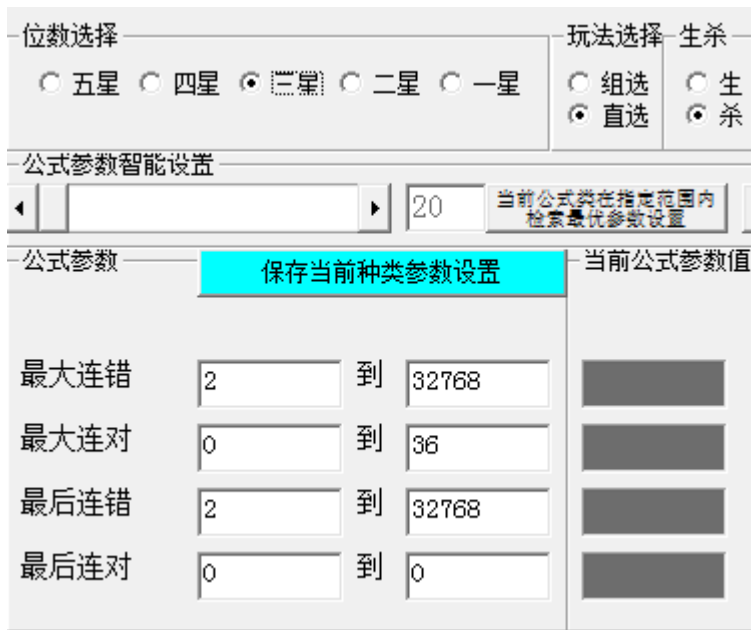 位数选择
五星 四星 三星 二星 一星
玩法选择
组选
直选
生杀
生
杀
公式参数智能设置
20
当前公式类在指定范围内
检索最优参数设置
公式参数
保存当前种类参数设置
当前公式参数值
最大连错 2 到 32768
最大连对 0 到 36
最后连错 2 到 32768
最后连对 0 到 0